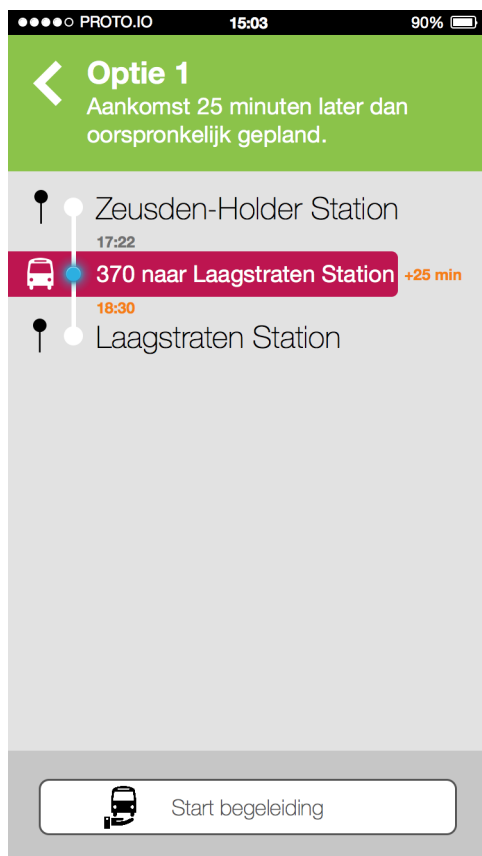 PROTO.IO 15:03 90%
Optie 1
Aankomst 25 minuten later dan
oorspronkelijk gepland.
Zeusden-Holder Station
17:22
370 naar Laagstraten Station +25 min
18:30
Laagstraten Station
Start begeleiding